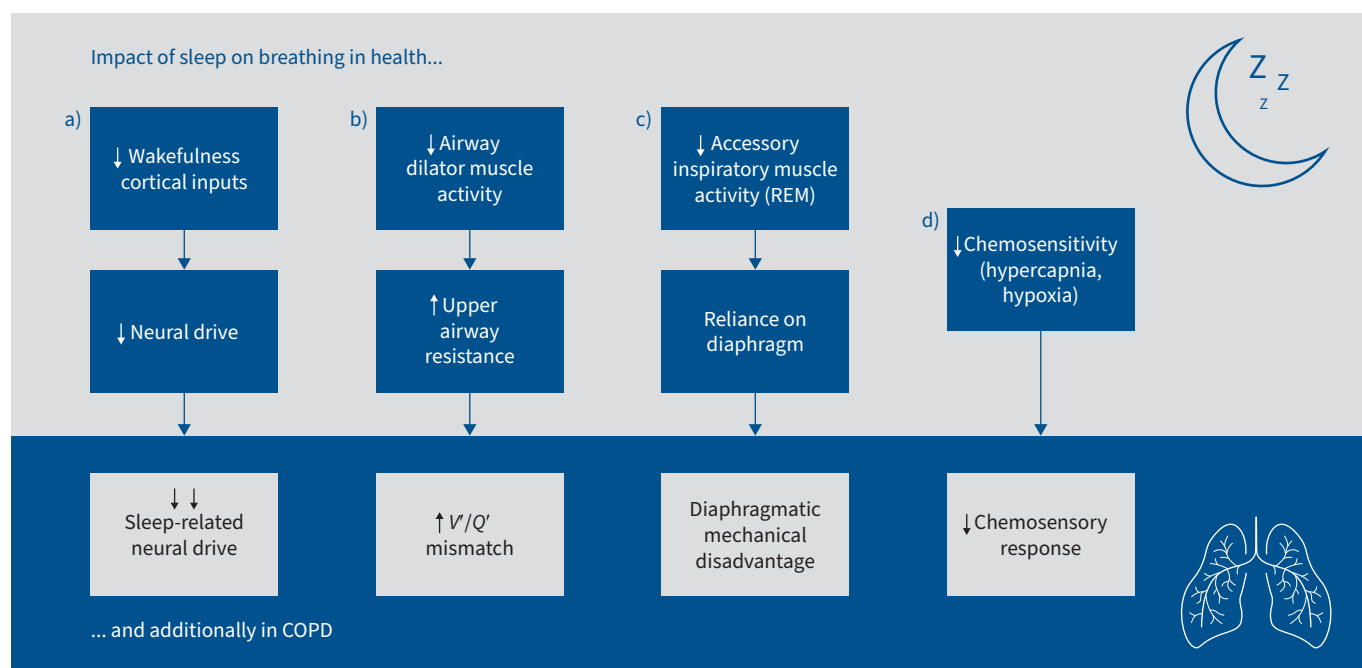 Impact of sleep on breathing in health...
Z
Z
z
a)
↓ Wakefulness
cortical inputs
↓ Neural drive
↓ ↓
Sleep-related
neural drive
b)
↓ Airway
dilator muscle
activity
↑ Upper
airway
resistance
↑ V′/Q′
mismatch
c)
↓ Accessory
inspiratory muscle
activity (REM)
Reliance on
diaphragm
Diaphragmatic
mechanical
disadvantage
d)
↓ Chemosensitivity
(hypercapnia,
hypoxia)
↓ Chemosensory
response
... and additionally in COPD